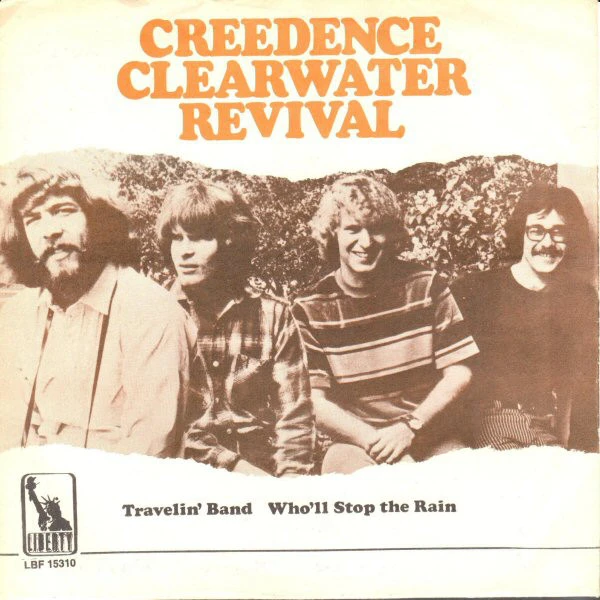 CREEDENCE
CLEARWATER
REVIVAL
Travelin' Band Who'll Stop the Rain
LIBERTY
LBF 15310